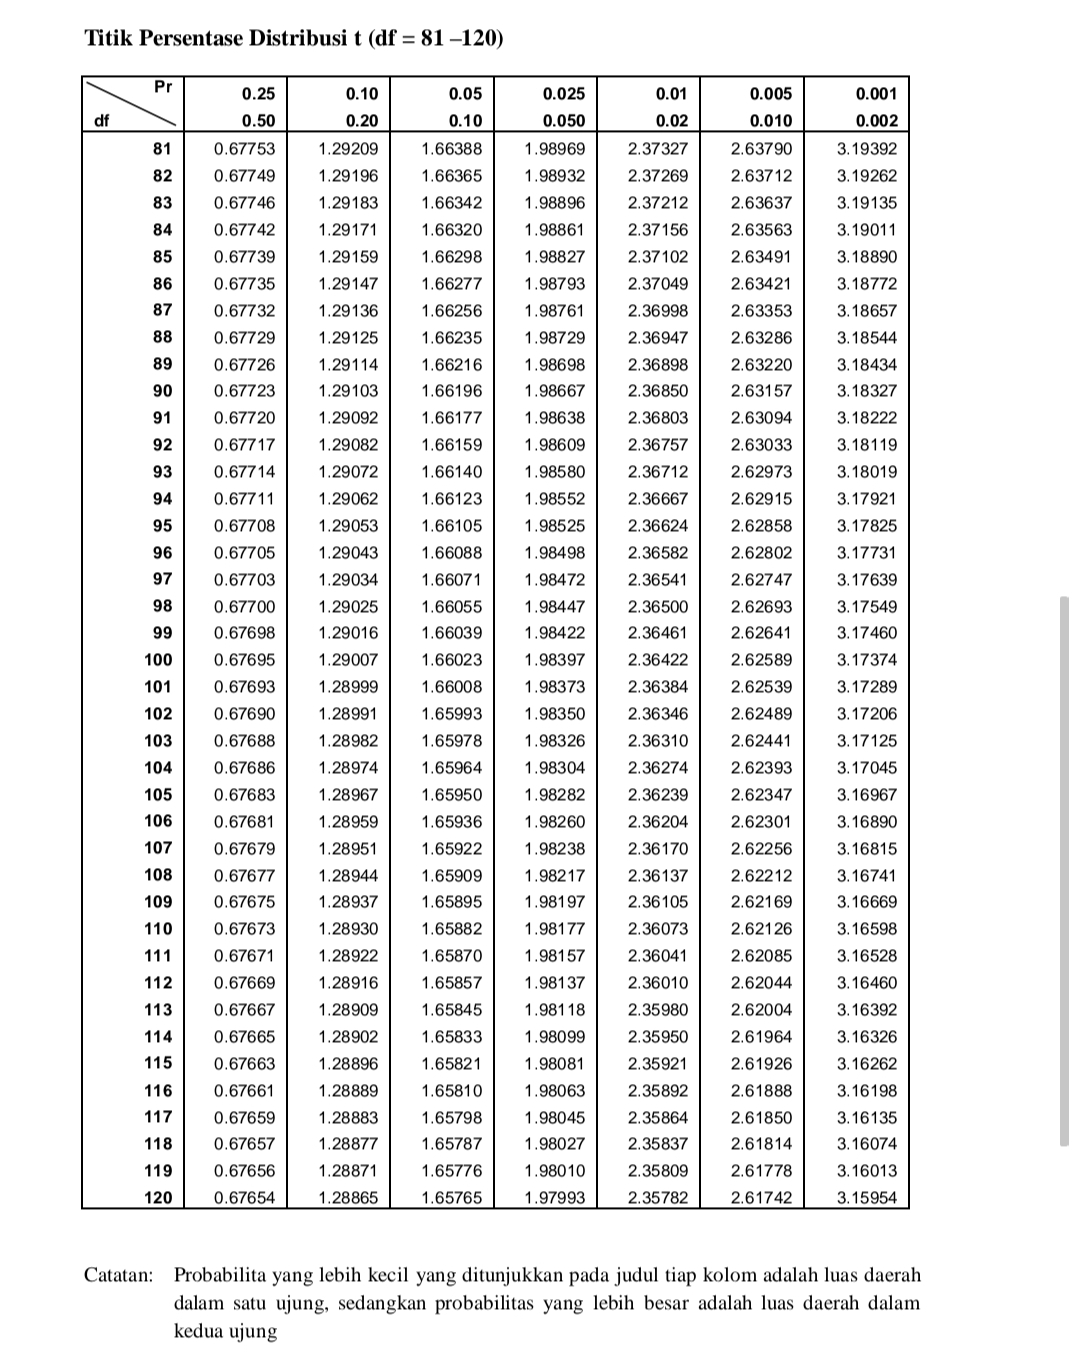 Titik Persentase Distribusi t (df = 81 –120)
Pr 0.25 0.10 0.05 0.025 0.01 0.005 0.001
df 0.50 0.20 0.10 0.050 0.02 0.010 0.002
81 0.67753 1.29209 1.66388 1.98969 2.37327 2.63790 3.19392
82 0.67749 1.29196 1.66365 1.98932 2.37269 2.63712 3.19262
83 0.67746 1.29183 1.66342 1.98896 2.37212 2.63637 3.19135
84 0.67742 1.29171 1.66320 1.98861 2.37156 2.63563 3.19011
85 0.67739 1.29159 1.66298 1.98827 2.37102 2.63491 3.18890
86 0.67735 1.29147 1.66277 1.98793 2.37049 2.63421 3.18772
87 0.67732 1.29136 1.66256 1.98761 2.36998 2.63353 3.18657
88 0.67729 1.29125 1.66235 1.98729 2.36947 2.63286 3.18544
89 0.67726 1.29114 1.66216 1.98698 2.36898 2.63220 3.18434
90 0.67723 1.29103 1.66196 1.98667 2.36850 2.63157 3.18327
91 0.67720 1.29092 1.66177 1.98638 2.36803 2.63094 3.18222
92 0.67717 1.29082 1.66159 1.98609 2.36757 2.63033 3.18119
93 0.67714 1.29072 1.66140 1.98580 2.36712 2.62973 3.18019
94 0.67711 1.29062 1.66123 1.98552 2.36667 2.62915 3.17921
95 0.67708 1.29053 1.66105 1.98525 2.36624 2.62858 3.17825
96 0.67705 1.29043 1.66088 1.98498 2.36582 2.62802 3.17731
97 0.67703 1.29034 1.66071 1.98472 2.36541 2.62747 3.17639
98 0.67700 1.29025 1.66055 1.98447 2.36500 2.62693 3.17549
99 0.67698 1.29016 1.66039 1.98422 2.36461 2.62641 3.17460
100 0.67695 1.29007 1.66023 1.98397 2.36422 2.62589 3.17374
101 0.67693 1.28999 1.66008 1.98373 2.36384 2.62539 3.17289
102 0.67690 1.28991 1.65993 1.98350 2.36346 2.62489 3.17206
103 0.67688 1.28982 1.65978 1.98326 2.36310 2.62441 3.17125
104 0.67686 1.28974 1.65964 1.98304 2.36274 2.62393 3.17045
105 0.67683 1.28967 1.65950 1.98282 2.36239 2.62347 3.16967
106 0.67681 1.28959 1.65936 1.98260 2.36204 2.62301 3.16890
107 0.67679 1.28951 1.65922 1.98238 2.36170 2.62256 3.16815
108 0.67677 1.28944 1.65909 1.98217 2.36137 2.62212 3.16741
109 0.67675 1.28937 1.65895 1.98197 2.36105 2.62169 3.16669
110 0.67673 1.28930 1.65882 1.98177 2.36073 2.62126 3.16598
111 0.67671 1.28922 1.65870 1.98157 2.36041 2.62085 3.16528
112 0.67669 1.28916 1.65857 1.98137 2.36010 2.62044 3.16460
113 0.67667 1.28909 1.65845 1.98118 2.35980 2.62004 3.16392
114 0.67665 1.28902 1.65833 1.98099 2.35950 2.61964 3.16326
115 0.67663 1.28896 1.65821 1.98081 2.35921 2.61926 3.16262
116 0.67661 1.28889 1.65810 1.98063 2.35892 2.61888 3.16198
117 0.67659 1.28883 1.65798 1.98045 2.35864 2.61850 3.16135
118 0.67657 1.28877 1.65787 1.98027 2.35837 2.61814 3.16074
119 0.67656 1.28871 1.65776 1.98010 2.35809 2.61778 3.16013
120 0.67654 1.28865 1.65765 1.97993 2.35782 2.61742 3.15954
Catatan: Probabilita yang lebih kecil yang ditunjukkan pada judul tiap kolom adalah luas daerah
dalam satu ujung, sedangkan probabilitas yang lebih besar adalah luas daerah dalam
kedua ujung